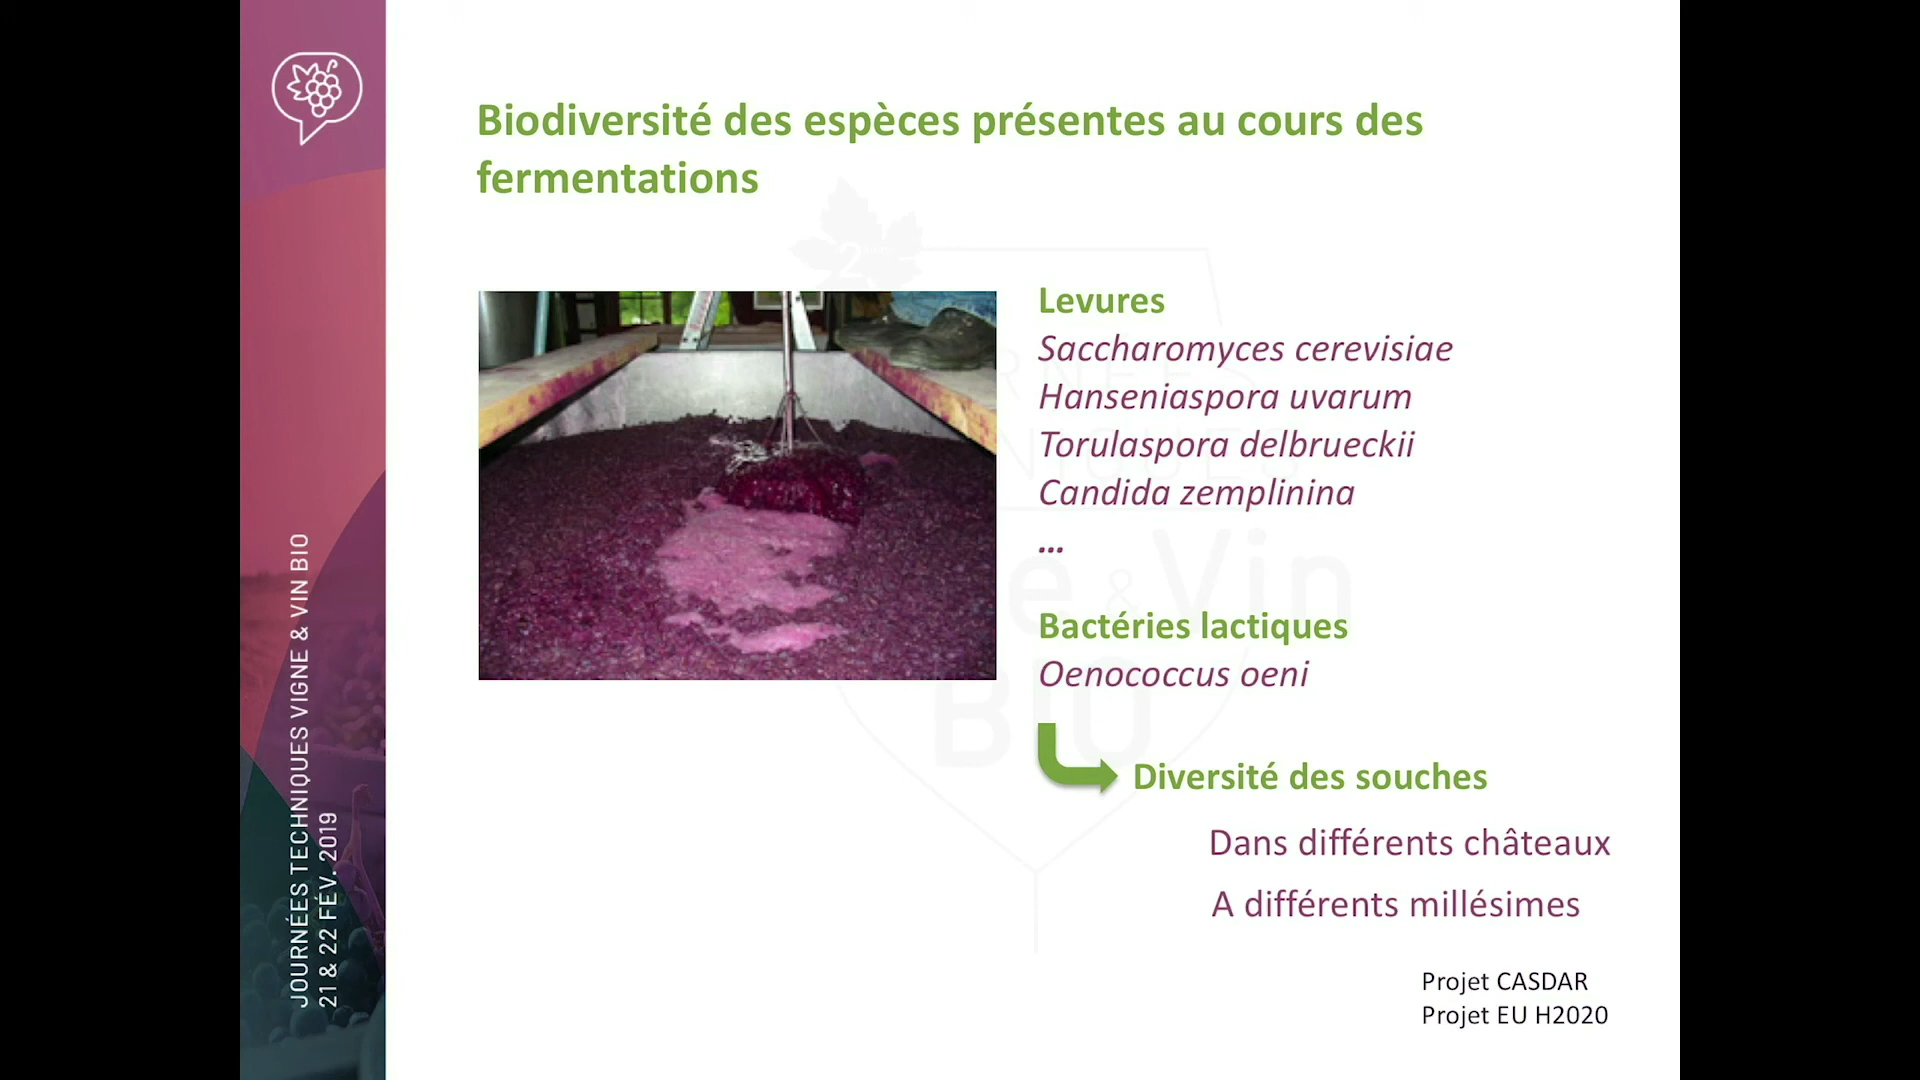 Biodiversité des espèces présentes au cours des
fermentations
Levures
Saccharomyces cerevisiae
Hanseniaspora uvarum
Torulaspora delbrueckii
Candida zemplinina
...
Bactéries lactiques
Oenococcus oeni
Diversité des souches
Dans différents châteaux
A différents millésimes
Projet CASDAR
Projet EU H2020
JOURNÉES TECHNIQUES VIGNE & VIN BIO
21 & 22 FÉV. 2019